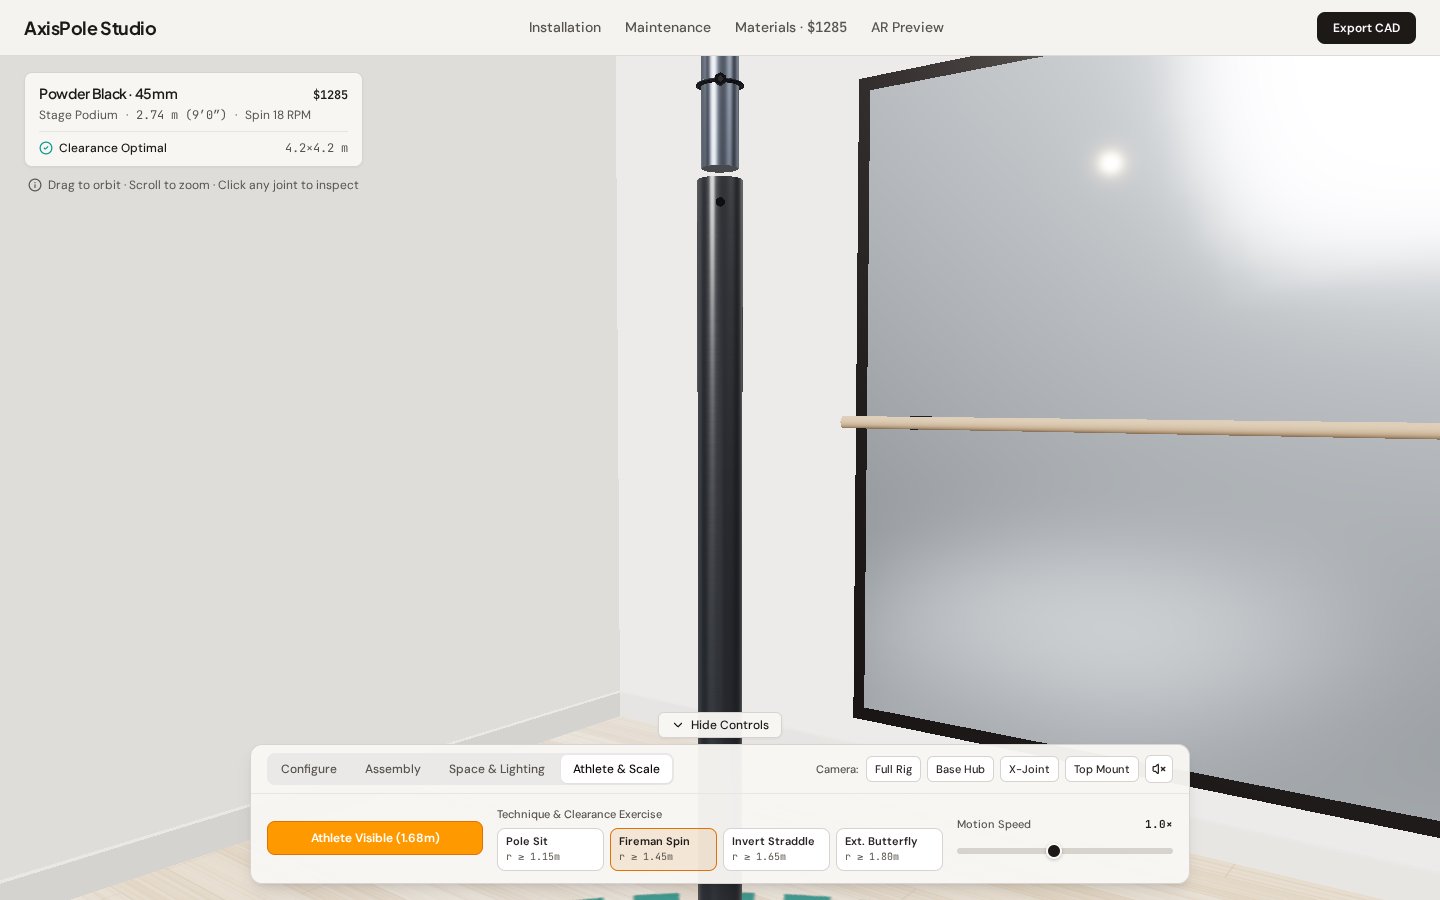 AxisPole Studio
Installation
Maintenance
Materials · $1285
AR Preview
Export CAD
Powder Black · 45mm
$1285
Stage Podium · 2.74 m (9′0″) · Spin 18 RPM
Clearance Optimal
4.2×4.2 m
Drag to orbit · Scroll to zoom · Click any joint to inspect
Hide Controls
Configure
Assembly
Space & Lighting
Athlete & Scale
Camera:
Full Rig
Base Hub
X-Joint
Top Mount
Athlete Visible (1.68m)
Technique & Clearance Exercise
Pole Sit
r ≥ 1.15m
Fireman Spin
r ≥ 1.45m
Invert Straddle
r ≥ 1.65m
Ext. Butterfly
r ≥ 1.80m
Motion Speed
1.0×